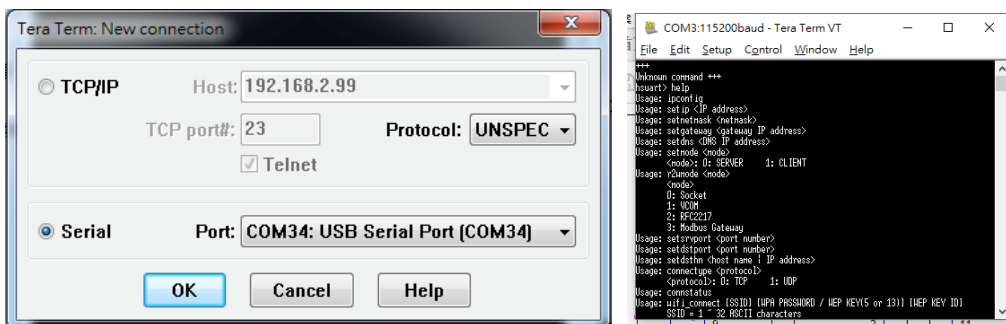 Tera Term: New connection
TCP/IP
Host: 192.168.2.99
TCP port#: 23
Protocol: UNSPEC
Telnet
Serial
Port: COM34: USB Serial Port (COM34)
OK
Cancel
Help
COM3:115200baud - Tera Term VT
File Edit Setup Control Window Help
+++
Unknown command +++
hsuart> help
Usage: ipconfig
Usage: setip <IP address>
Usage: setnetmask <netmask>
Usage: setgateway <gateway IP address>
Usage: setdns <DNS IP address>
Usage: setmode <mode>
<mode>: 0: SERVER 1: CLIENT
Usage: r2wmode <mode>
<mode>
0: Socket
1: VCOM
2: RFC2217
3: Modbus Gateway
Usage: setsrvport <port number>
Usage: setdstport <port number>
Usage: setdsthn <host name | IP address>
Usage: connectype <protocol>
<protocol>: 0: TCP 1: UDP
Usage: connstatus
Usage: wifi_connect [SSID] [WPA PASSWORD / WEP KEY(5 or 13)] [WEP KEY ID]
SSID = 1 ~ 32 ASCII characters